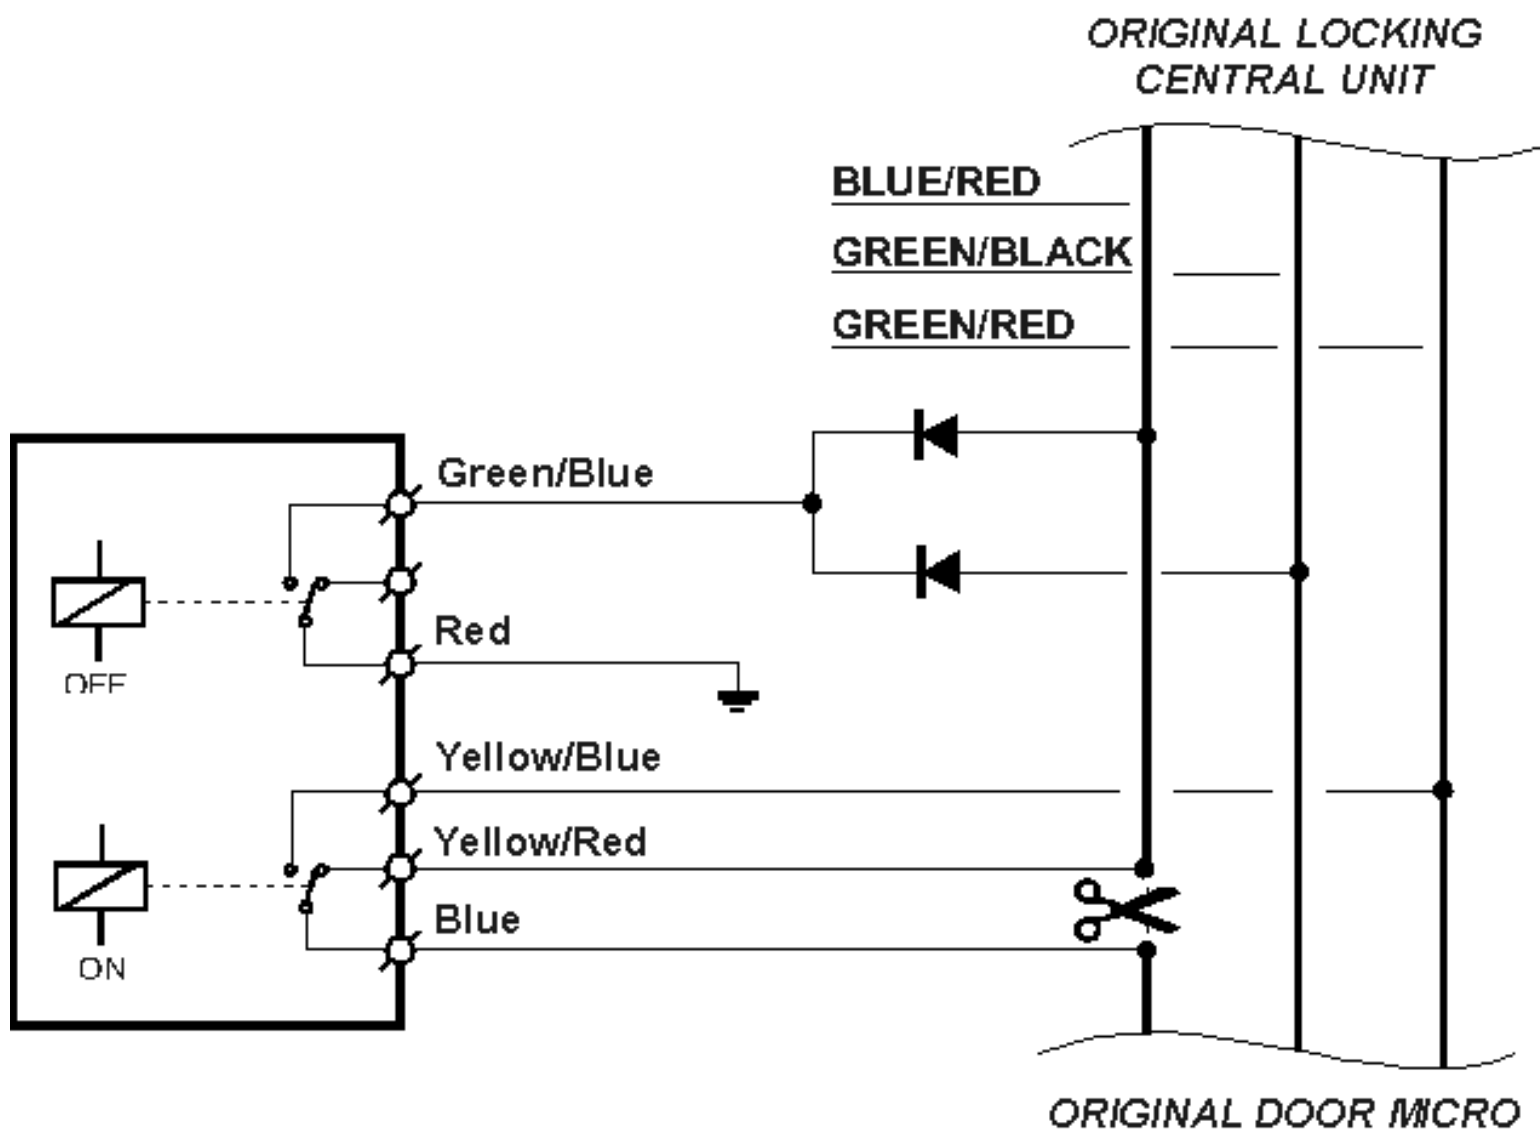 ORIGINAL LOCKING
CENTRAL UNIT
BLUE/RED
GREEN/BLACK
GREEN/RED
Green/Blue
Red
OFF
Yellow/Blue
Yellow/Red
Blue
ON
ORIGINAL DOOR MICRO